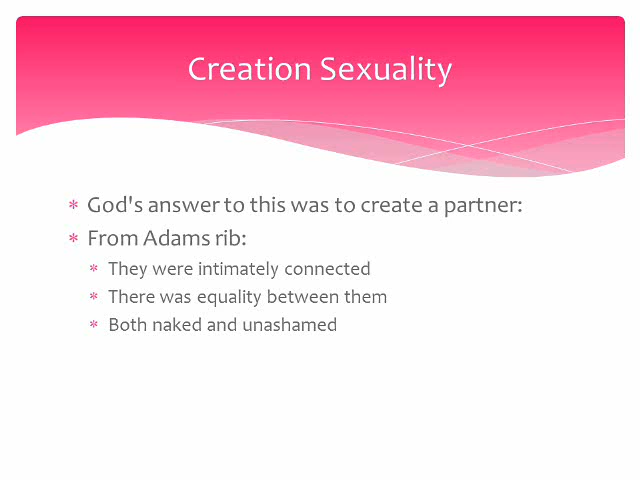 Creation Sexuality
* God's answer to this was to create a partner:
* From Adams rib:
* They were intimately connected
* There was equality between them
* Both naked and unashamed